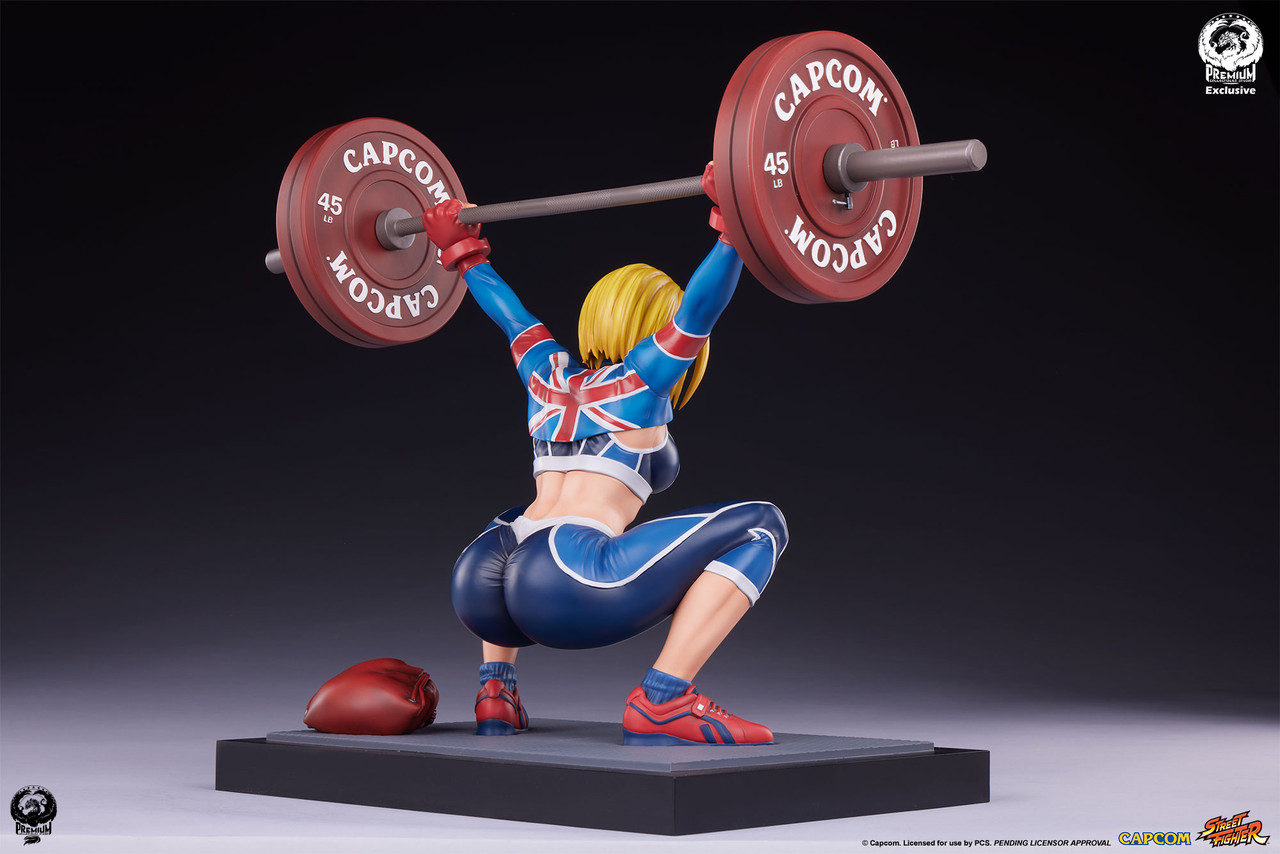 PREMIUM
Exclusive
CAPCOM
45
LB
CAPCOM
CAPCOM
45
LB
CAPCOM
PREMIUM
© Capcom. Licensed for use by PCS. PENDING LICENSOR APPROVAL
CAPCOM
STREET
FIGHTER